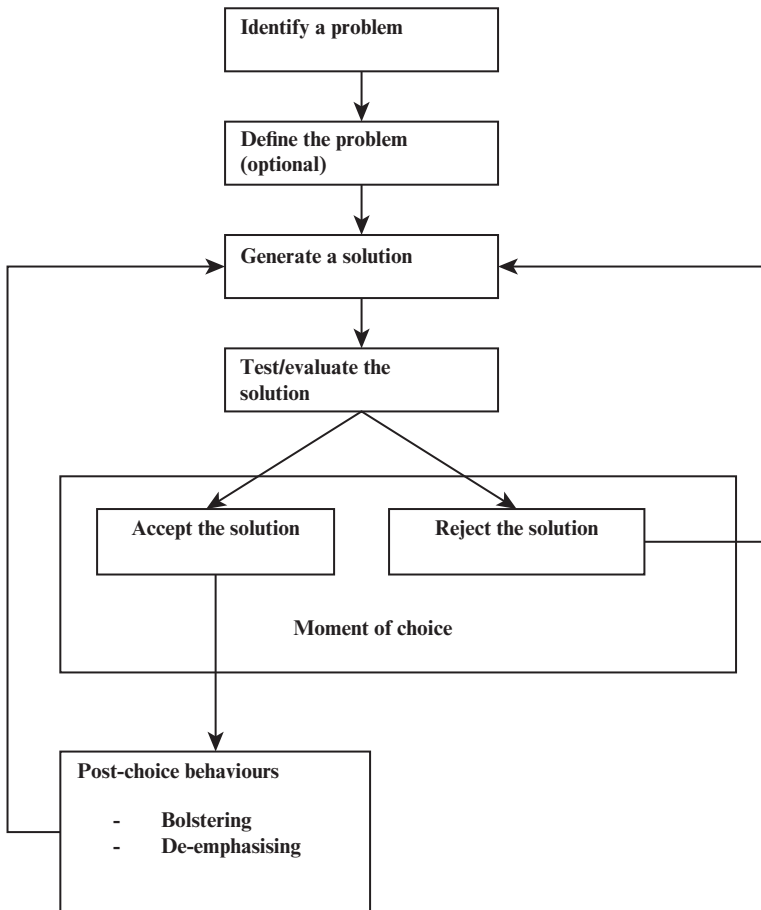 Identify a problem
Define the problem
(optional)
Generate a solution
Test/evaluate the
solution
Accept the solution
Reject the solution
Moment of choice
Post-choice behaviours
- Bolstering
- De-emphasising